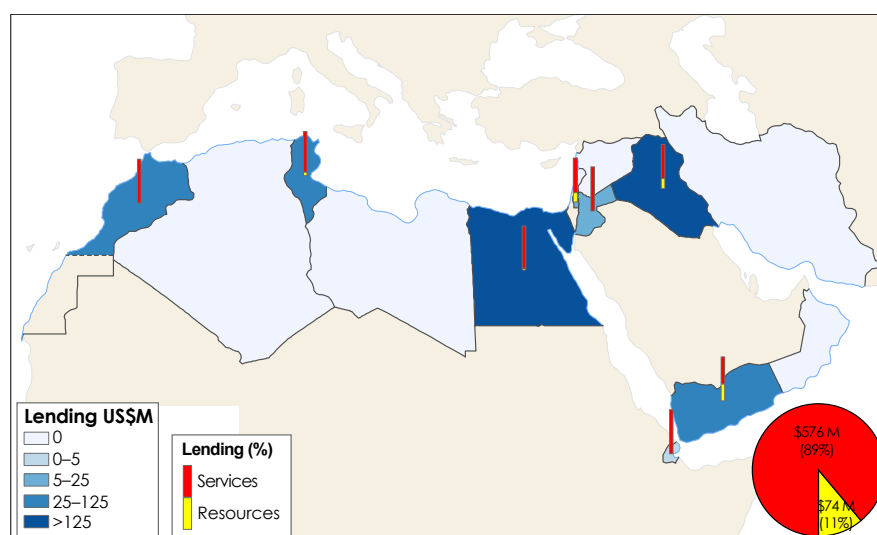 Lending US$M
0
0–5
5–25
25–125
>125
Lending (%)
Services
Resources
$576 M
(89%)
$74 M
(11%)